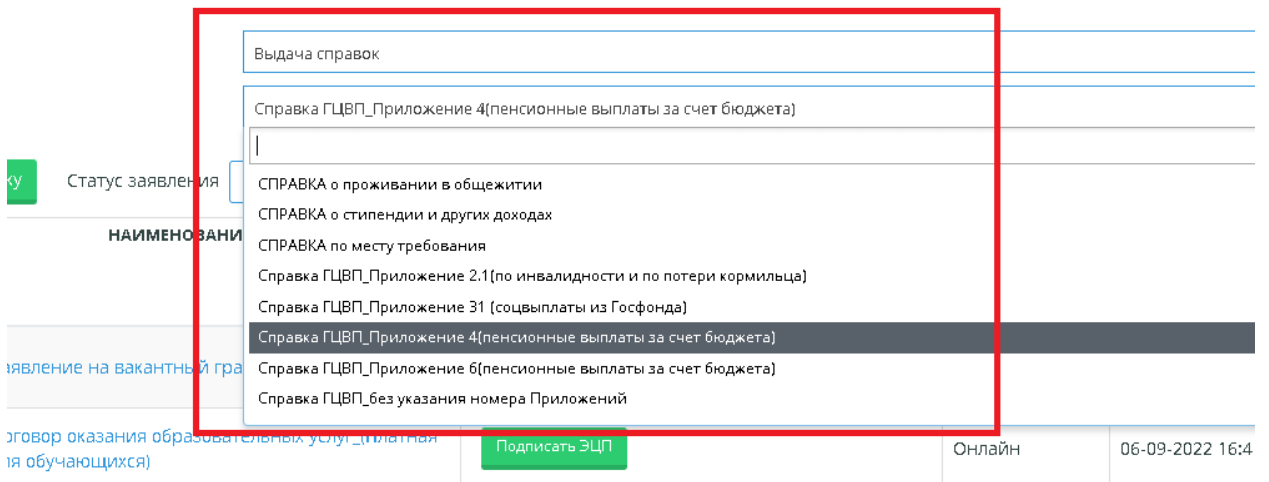 Выдача справок
Справка ГЦВП_Приложение 4(пенсионные выплаты за счет бюджета)
ку
Статус заявления
СПРАВКА о проживании в общежитии
СПРАВКА о стипендии и других доходах
СПРАВКА по месту требования
Справка ГЦВП_Приложение 2.1(по инвалидности и по потери кормильца)
Справка ГЦВП_Приложение 31 (соцвыплаты из Госфонда)
Справка ГЦВП_Приложение 4(пенсионные выплаты за счет бюджета)
Справка ГЦВП_Приложение 6(пенсионные выплаты за счет бюджета)
Справка ГЦВП_без указания номера Приложений
НАИМЕНОВАНИ
аявление на вакантный гра
оговор оказания образовательных услуг_(Платная
ля обучающихся)
Подписать ЭЦП
Онлайн
06-09-2022 16:4